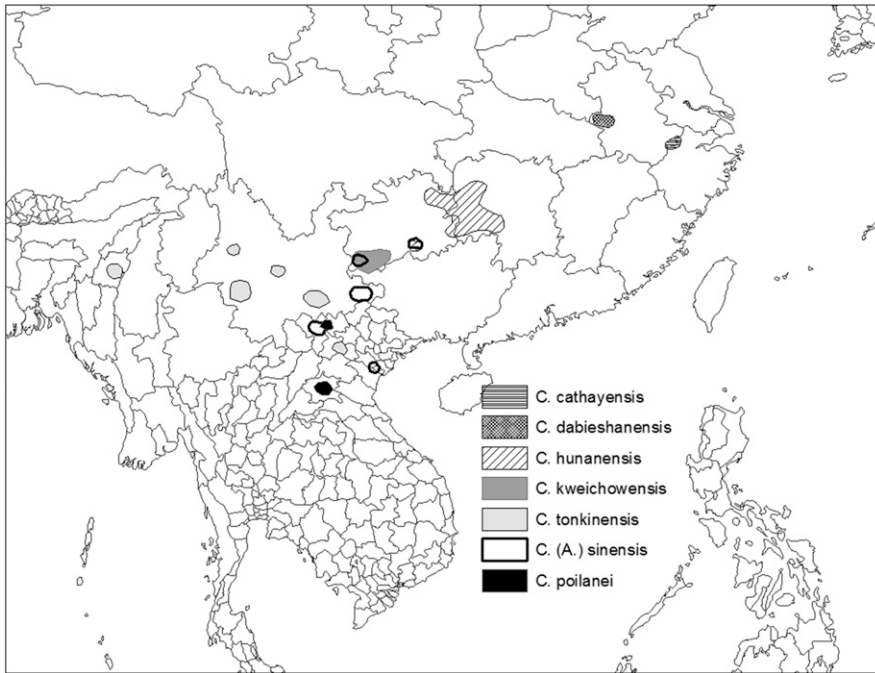 C. cathayensis
C. dabieshanensis
C. hunanensis
C. kweichowensis
C. tonkinensis
C. (A.) sinensis
C. poilanei